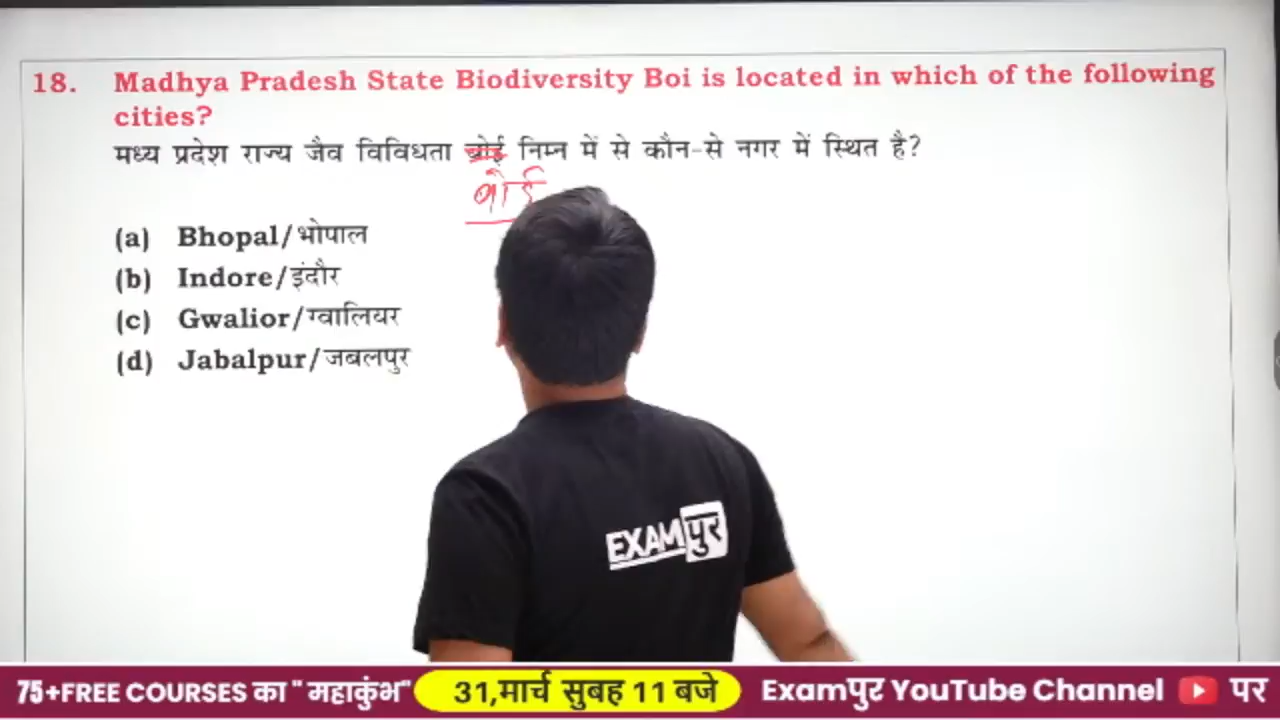 18. Madhya Pradesh State Biodiversity Boi is located in which of the following
cities?
मध्य प्रदेश राज्य जैव विविधता बोई निम्न में से कौन-से नगर में स्थित है?
बोर्ड
(a) Bhopal/भोपाल
(b) Indore/इंदौर
(c) Gwalior/ग्वालियर
(d) Jabalpur/जबलपुर
EXAMपुर
75+FREE COURSES का " महाकुंभ" 31,मार्च सुबह 11 बजे Examपुर YouTube Channel पर